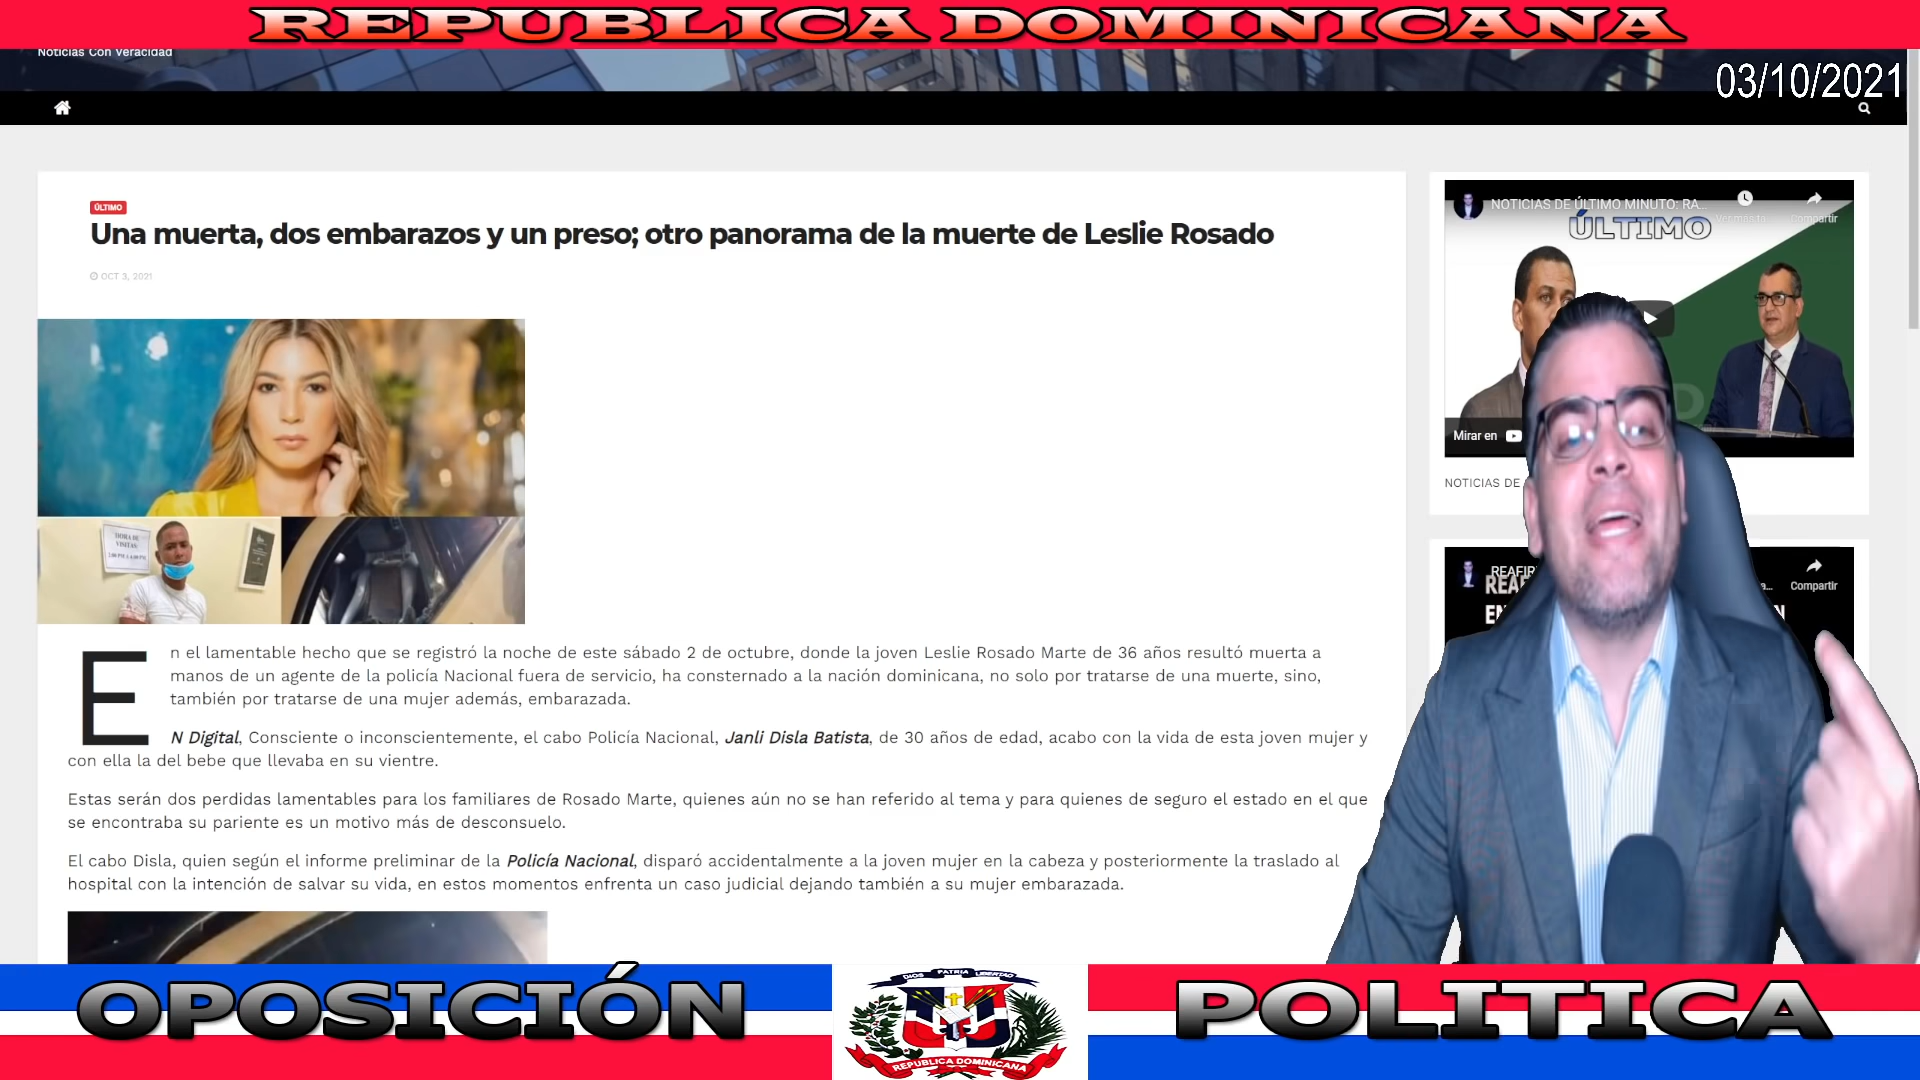 REPUBLICA DOMINICANA
Noticias Con Veracidad
03/10/2021
ÚLTIMO
Una muerta, dos embarazos y un preso; otro panorama de la muerte de Leslie Rosado
OCT 3, 2021
NOTICIAS DE ÚLTIMO MINUTO: RA...
Ver más ta...
Compartir
ÚLTIMO
Mirar en
NOTICIAS DE
HORA DE
VISITAS:
En el lamentable hecho que se registró la noche de este sábado 2 de octubre, donde la joven Leslie Rosado Marte de 36 años resultó muerta a
manos de un agente de la policía Nacional fuera de servicio, ha consternado a la nación dominicana, no solo por tratarse de una muerte, sino,
también por tratarse de una mujer además, embarazada.
N Digital, Consciente o inconscientemente, el cabo Policía Nacional, Janli Disla Batista, de 30 años de edad, acabo con la vida de esta joven mujer y
con ella la del bebe que llevaba en su vientre.
Estas serán dos perdidas lamentables para los familiares de Rosado Marte, quienes aún no se han referido al tema y para quienes de seguro el estado en el que
se encontraba su pariente es un motivo más de desconsuelo.
El cabo Disla, quien según el informe preliminar de la Policía Nacional, disparó accidentalmente a la joven mujer en la cabeza y posteriormente la traslado al
hospital con la intención de salvar su vida, en estos momentos enfrenta un caso judicial dejando también a su mujer embarazada.
REAFIR
a...
Compartir
REA
EN
N
OPOSICIÓN
DIOS PATRIA LIBERTAD
REPUBLICA DOMINICANA
POLITICA